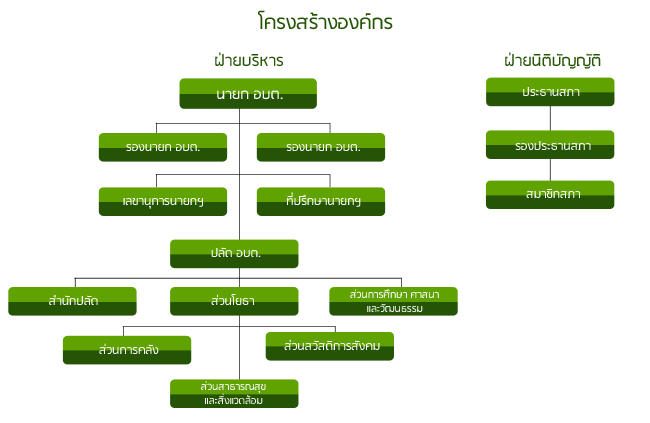 โครงสร้างองค์กร
ฝ่ายบริหาร
ฝ่ายนิติบัญญัติ
นายก อบต.
ประธานสภา
รองนายก อบต.
รองนายก อบต.
รองประธานสภา
เลขานุการนายกฯ
ที่ปรึกษานายกฯ
สมาชิกสภา
ปลัด อบต.
สำนักปลัด
ส่วนโยธา
ส่วนการศึกษา ศาสนา
และวัฒนธรรม
ส่วนการคลัง
ส่วนสวัสดิการสังคม
ส่วนสาธารณสุข
และสิ่งแวดล้อม